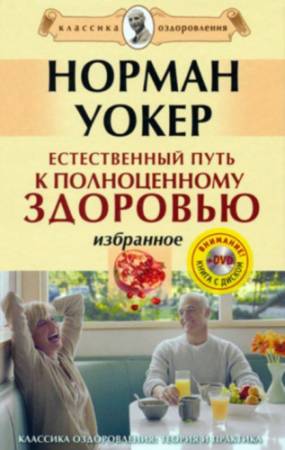 классика оздоровления
НОРМАН
УОКЕР
ЕСТЕСТВЕННЫЙ ПУТЬ
К ПОЛНОЦЕННОМУ
ЗДОРОВЬЮ
избранное
ВНИМАНИЕ!
+DVD
КНИГА С ДИСКОМ
КЛАССИКА ОЗДОРОВЛЕНИЯ: ТЕОРИЯ И ПРАКТИКА